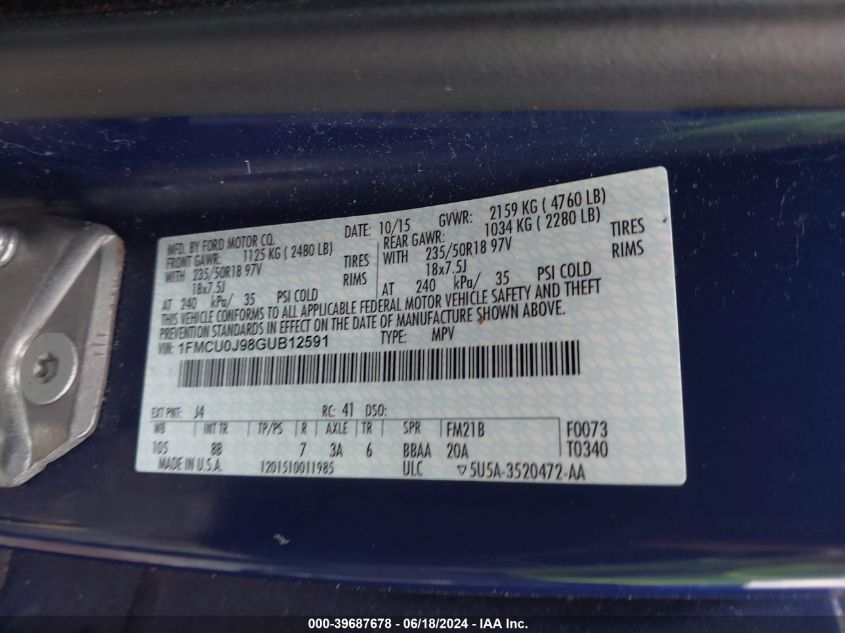 MFD. BY FORD MOTOR CO.
DATE: 10/15 GVWR: 2159 KG ( 4760 LB)
FRONT GAWR: 1125 KG ( 2480 LB) REAR GAWR: 1034 KG ( 2280 LB)
WITH 235/50R18 97V TIRES WITH 235/50R18 97V TIRES
18x7.5J RIMS 18x7.5J RIMS
AT 240 kPa/ 35 PSI COLD AT 240 kPa/ 35 PSI COLD
THIS VEHICLE CONFORMS TO ALL APPLICABLE FEDERAL MOTOR VEHICLE SAFETY AND THEFT
PREVENTION STANDARDS IN EFFECT ON THE DATE OF MANUFACTURE SHOWN ABOVE.
VIN: 1FMCU0J98GUB12591 TYPE: MPV
EXT PNT: J4 RC: 41 DSO:
WB INT TR TP/PS R AXLE TR SPR FM21B F0073
105 8B 7 3A 6 BBAA 20A T0340
MADE IN U.S.A. 1201510011985 ULC ▽5U5A-3520472-AA
000-39687678 - 06/18/2024 - IAA Inc.